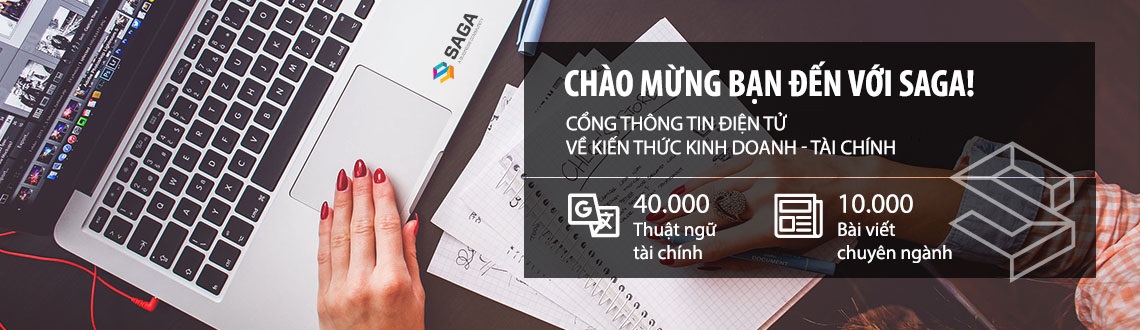 SAGA
CHÀO MỪNG BẠN ĐẾN VỚI SAGA!
CỔNG THÔNG TIN ĐIỆN TỬ
VỀ KIẾN THỨC KINH DOANH - TÀI CHÍNH
40.000
Thuật ngữ
tài chính
10.000
Bài viết
chuyên ngành